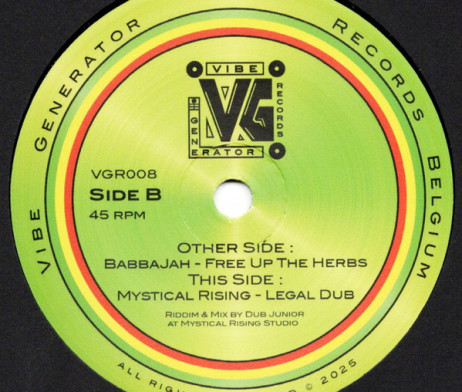 VIBE GENERATOR RECORDS BELGIUM
VIBE
RECORDS
THE GENERATOR
VG
VGR008
SIDE B
45 RPM
OTHER SIDE :
BABBAJAH - FREE UP THE HERBS
THIS SIDE :
MYSTICAL RISING - LEGAL DUB
RIDDIM & MIX BY DUB JUNIOR
AT MYSTICAL RISING STUDIO
ALL © 2025